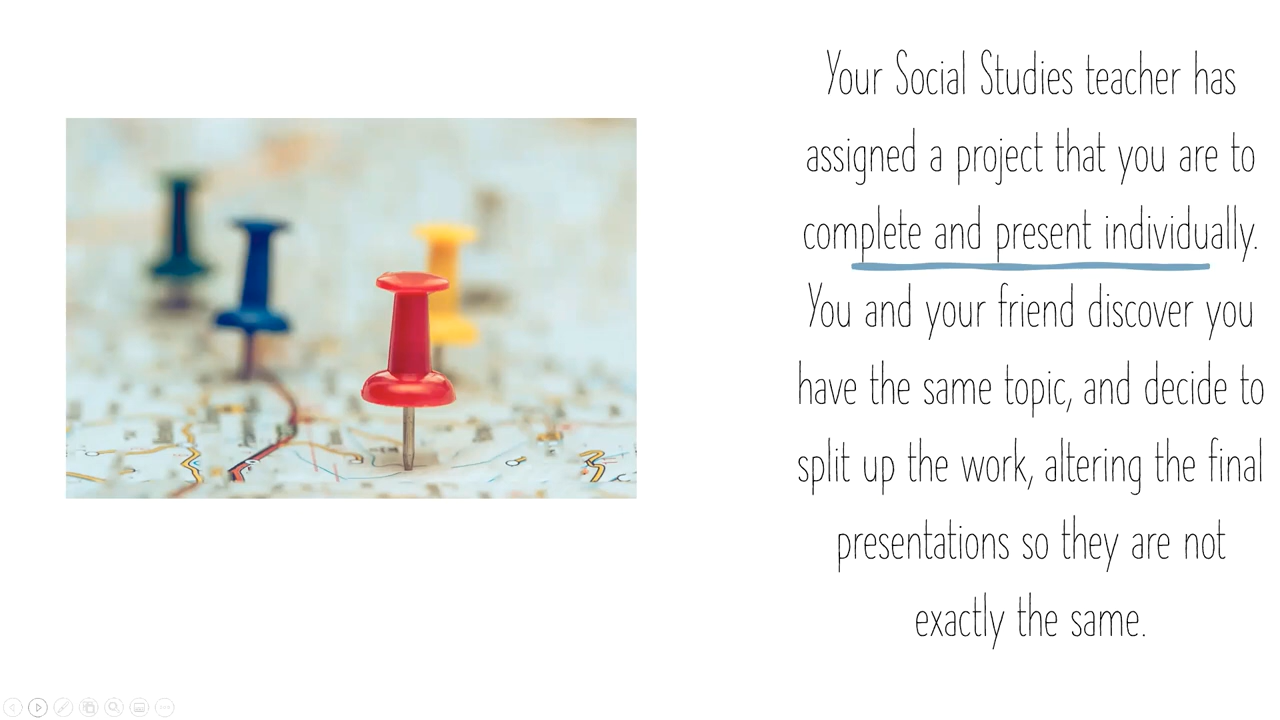 Your Social Studies teacher has
assigned a project that you are to
complete and present individually.
You and your friend discover you
have the same topic, and decide to
split up the work, altering the final
presentations so they are not
exactly the same.